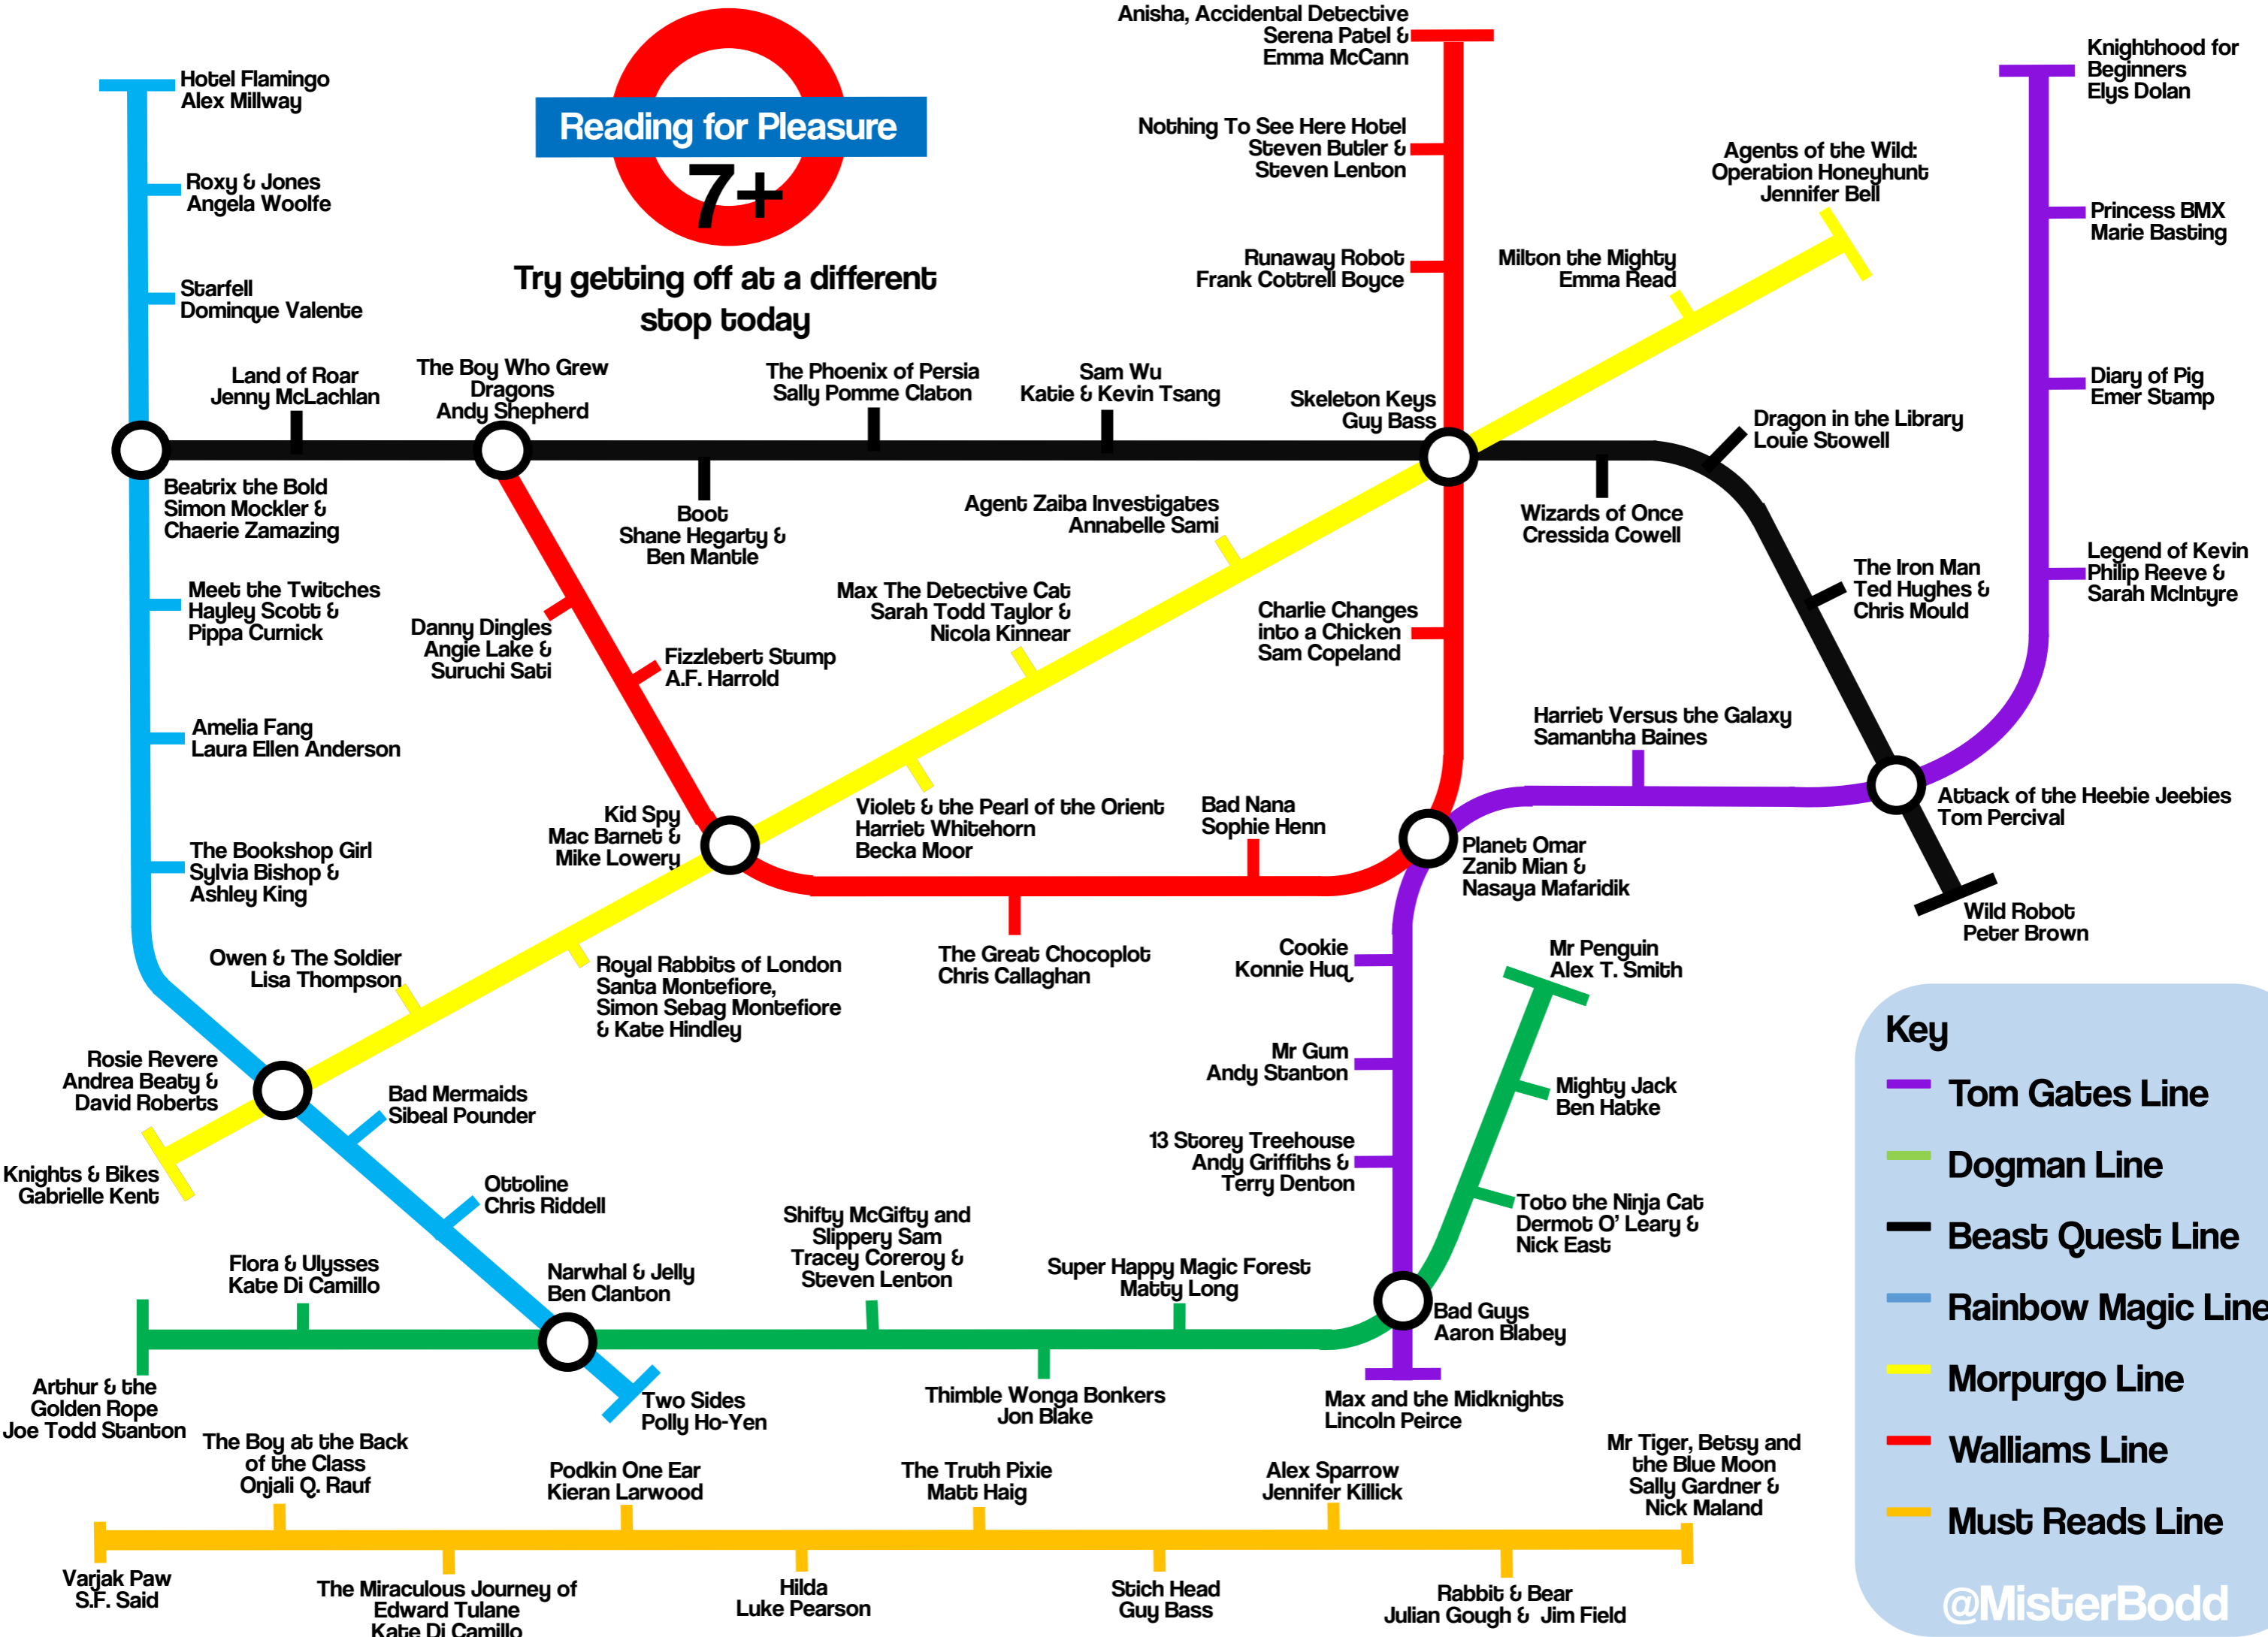 Reading for Pleasure
7+
Try getting off at a different
stop today
Hotel Flamingo
Alex Millway
Roxy & Jones
Angela Woolfe
Starfell
Dominque Valente
Beatrix the Bold
Simon Mockler &
Chaerie Zamazing
Meet the Twitches
Hayley Scott &
Pippa Curnick
Amelia Fang
Laura Ellen Anderson
The Bookshop Girl
Sylvia Bishop &
Ashley King
Rosie Revere
Andrea Beaty &
David Roberts
Bad Mermaids
Sibeal Pounder
Ottoline
Chris Riddell
Narwhal & Jelly
Ben Clanton
Two Sides
Polly Ho-Yen
Land of Roar
Jenny McLachlan
The Boy Who Grew
Dragons
Andy Shepherd
Boot
Shane Hegarty &
Ben Mantle
The Phoenix of Persia
Sally Pomme Claton
Sam Wu
Katie & Kevin Tsang
Skeleton Keys
Guy Bass
Wizards of Once
Cressida Cowell
Dragon in the Library
Louie Stowell
The Iron Man
Ted Hughes &
Chris Mould
Attack of the Heebie Jeebies
Tom Percival
Wild Robot
Peter Brown
Anisha, Accidental Detective
Serena Patel &
Emma McCann
Nothing To See Here Hotel
Steven Butler &
Steven Lenton
Runaway Robot
Frank Cottrell Boyce
Charlie Changes
into a Chicken
Sam Copeland
Planet Omar
Zanib Mian &
Nasaya Mafaridik
Bad Nana
Sophie Henn
The Great Chocoplot
Chris Callaghan
Kid Spy
Mac Barnet &
Mike Lowery
Fizzlebert Stump
A.F. Harrold
Danny Dingles
Angie Lake &
Suruchi Sati
Agents of the Wild:
Operation Honeyhunt
Jennifer Bell
Milton the Mighty
Emma Read
Agent Zaiba Investigates
Annabelle Sami
Max The Detective Cat
Sarah Todd Taylor &
Nicola Kinnear
Violet & the Pearl of the Orient
Harriet Whitehorn
Becka Moor
Royal Rabbits of London
Santa Montefiore,
Simon Sebag Montefiore
& Kate Hindley
Owen & The Soldier
Lisa Thompson
Knights & Bikes
Gabrielle Kent
Knighthood for
Beginners
Elys Dolan
Princess BMX
Marie Basting
Diary of Pig
Emer Stamp
Legend of Kevin
Philip Reeve &
Sarah McIntyre
Harriet Versus the Galaxy
Samantha Baines
Cookie
Konnie Huq
Mr Gum
Andy Stanton
13 Storey Treehouse
Andy Griffiths &
Terry Denton
Bad Guys
Aaron Blabey
Max and the Midknights
Lincoln Peirce
Mr Penguin
Alex T. Smith
Mighty Jack
Ben Hatke
Toto the Ninja Cat
Dermot O' Leary &
Nick East
Super Happy Magic Forest
Matty Long
Thimble Wonga Bonkers
Jon Blake
Shifty McGifty and
Slippery Sam
Tracey Coreroy &
Steven Lenton
Flora & Ulysses
Kate Di Camillo
Arthur & the
Golden Rope
Joe Todd Stanton
Varjak Paw
S.F. Said
The Boy at the Back
of the Class
Onjali Q. Rauf
The Miraculous Journey of
Edward Tulane
Kate Di Camillo
Podkin One Ear
Kieran Larwood
Hilda
Luke Pearson
The Truth Pixie
Matt Haig
Stich Head
Guy Bass
Alex Sparrow
Jennifer Killick
Rabbit & Bear
Julian Gough & Jim Field
Mr Tiger, Betsy and
the Blue Moon
Sally Gardner &
Nick Maland
Key
Tom Gates Line
Dogman Line
Beast Quest Line
Rainbow Magic Line
Morpurgo Line
Walliams Line
Must Reads Line
@MisterBodd